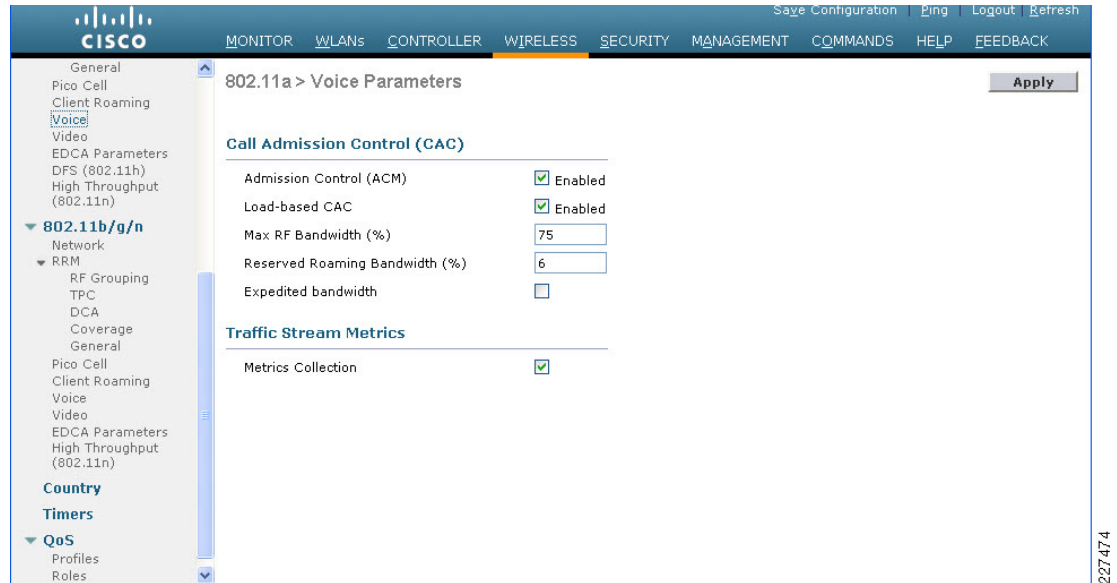 Save Configuration Ping Logout Refresh
CISCO
MONITOR WLANs CONTROLLER WIRELESS SECURITY MANAGEMENT COMMANDS HELP FEEDBACK
General
Pico Cell
Client Roaming
Voice
Video
EDCA Parameters
DFS (802.11h)
High Throughput
(802.11n)
802.11b/g/n
Network
RRM
RF Grouping
TPC
DCA
Coverage
General
Pico Cell
Client Roaming
Voice
Video
EDCA Parameters
High Throughput
(802.11n)
Country
Timers
QoS
Profiles
Roles
802.11a > Voice Parameters
Apply
Call Admission Control (CAC)
Admission Control (ACM) Enabled
Load-based CAC Enabled
Max RF Bandwidth (%) 75
Reserved Roaming Bandwidth (%) 6
Expedited bandwidth
Traffic Stream Metrics
Metrics Collection
227474